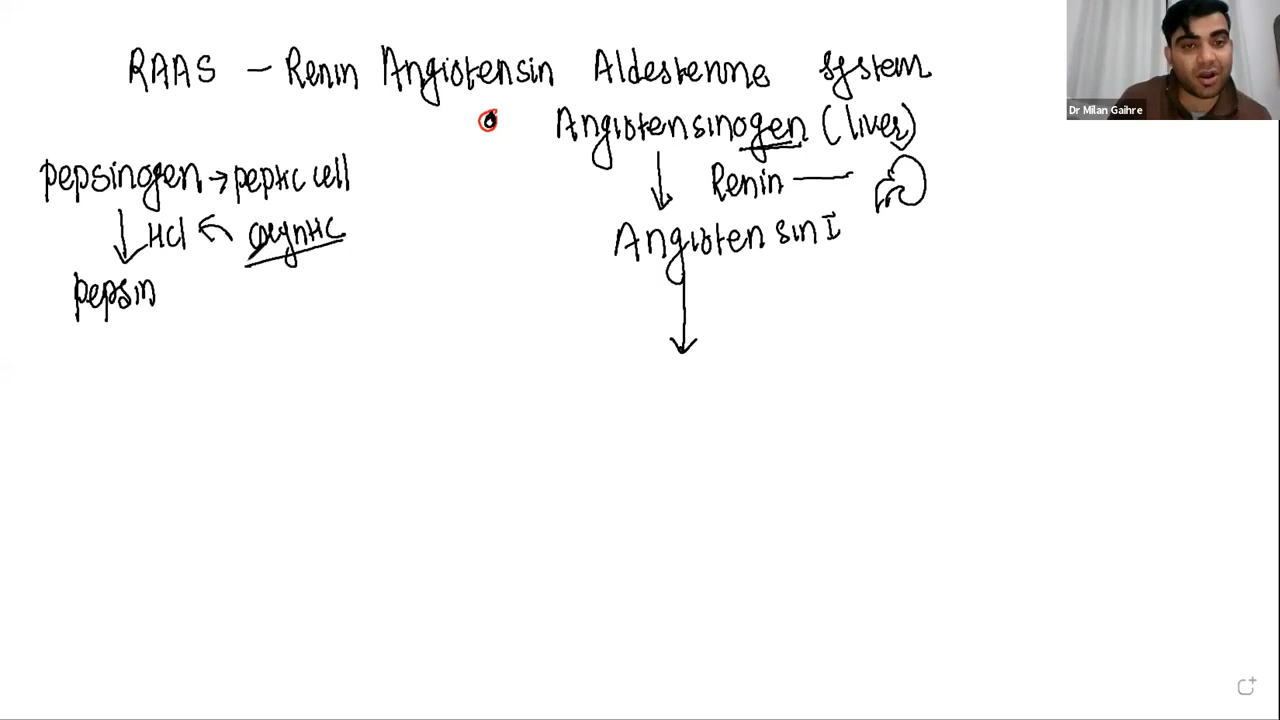 RAAS - Renin Angiotensin Aldesterone system
Angiotensinogen (liver)
Renin
Angiotensin I
pepsinogen → peptic cell
HCl ← oxyntic
pepsin
Dr Milan Gaihre